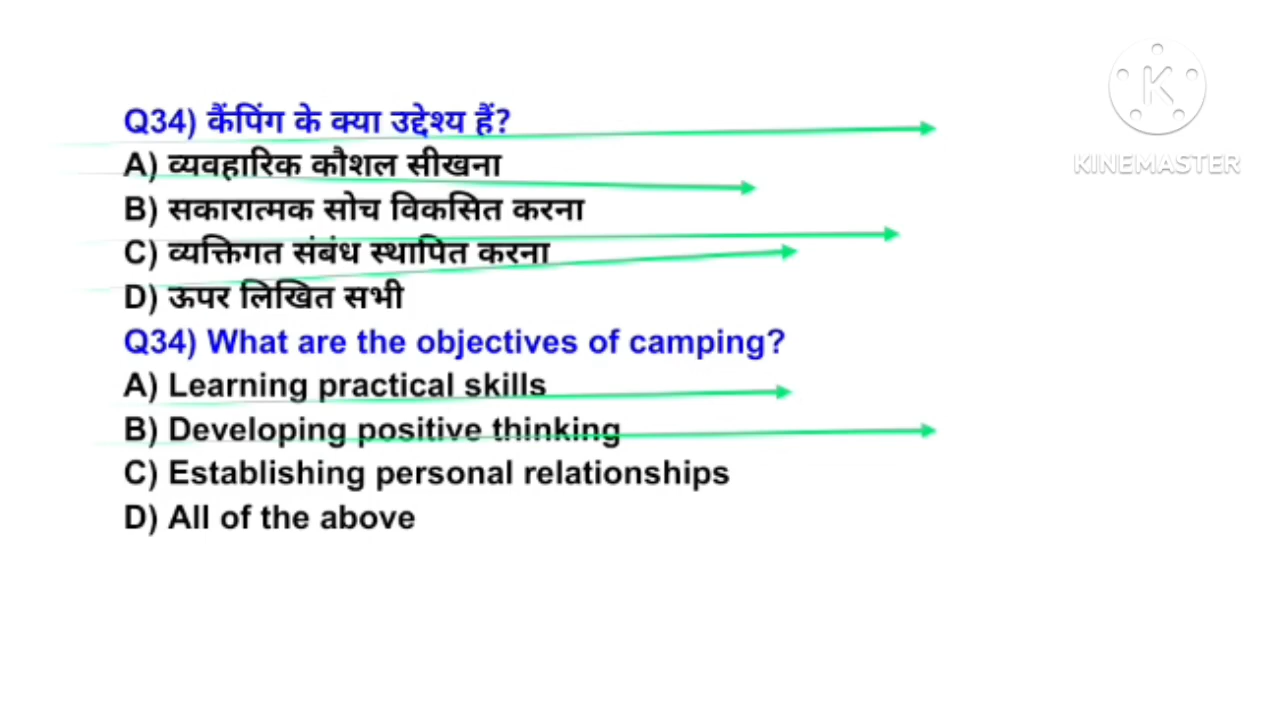 Q34) कैंपिंग के क्या उद्देश्य हैं?
A) व्यवहारिक कौशल सीखना
B) सकारात्मक सोच विकसित करना
C) व्यक्तिगत संबंध स्थापित करना
D) ऊपर लिखित सभी
Q34) What are the objectives of camping?
A) Learning practical skills
B) Developing positive thinking
C) Establishing personal relationships
D) All of the above
K
KINEMASTER